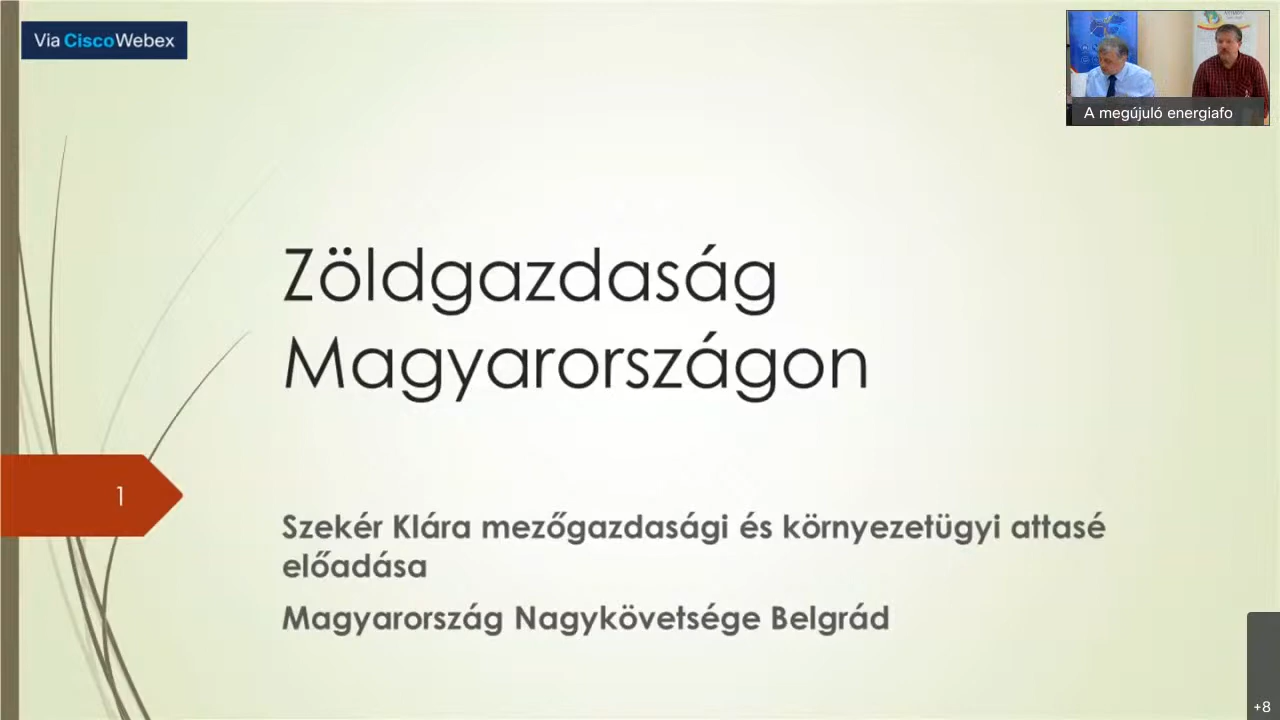 Via CiscoWebex
A megújuló energiafo
Zöldgazdaság
Magyarországon
1
Szekér Klára mezőgazdasági és környezetügyi attasé
előadása
Magyarország Nagykövetsége Belgrád
+8